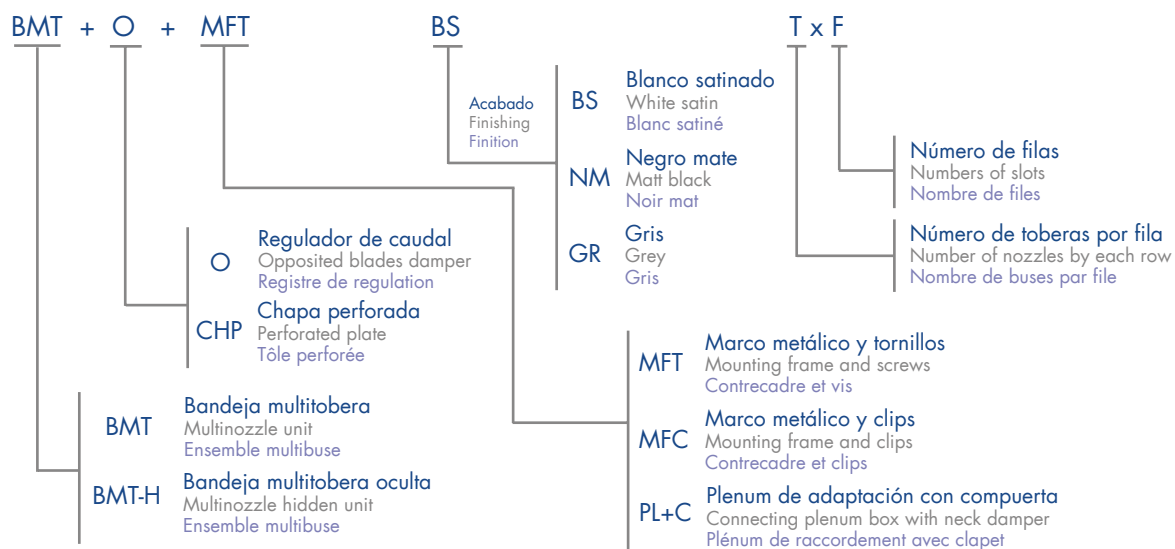 BMT + O + MFT BS T x F
Acabado
Finishing
Finition
BS
Blanco satinado
White satin
Blanc satiné
NM
Negro mate
Matt black
Noir mat
GR
Gris
Grey
Gris
Número de filas
Numbers of slots
Nombre de files
Número de toberas por fila
Number of nozzles by each row
Nombre de buses par file
O
Regulador de caudal
Opposited blades damper
Registre de regulation
CHP
Chapa perforada
Perforated plate
Tôle perforée
BMT
Bandeja multitobera
Multinozzle unit
Ensemble multibuse
BMT-H
Bandeja multitobera oculta
Multinozzle hidden unit
Ensemble multibuse
MFT
Marco metálico y tornillos
Mounting frame and screws
Contrecadre et vis
MFC
Marco metálico y clips
Mounting frame and clips
Contrecadre et clips
PL+C
Plenum de adaptación con compuerta
Connecting plenum box with neck damper
Plénum de raccordement avec clapet